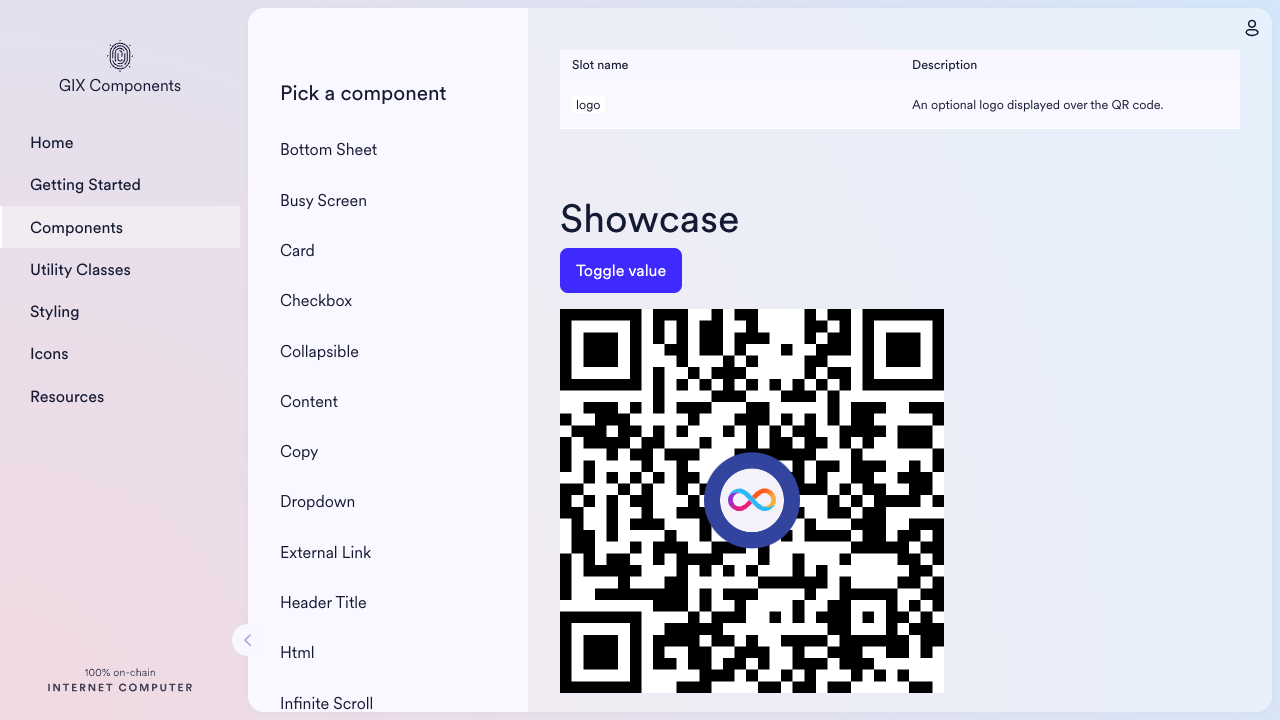 GIX Components
Home
Getting Started
Components
Utility Classes
Styling
Icons
Resources
100% on-chain
INTERNET COMPUTER
Pick a component
Bottom Sheet
Busy Screen
Card
Checkbox
Collapsible
Content
Copy
Dropdown
External Link
Header Title
Html
Infinite Scroll
Slot name Description
logo An optional logo displayed over the QR code.
Showcase
Toggle value